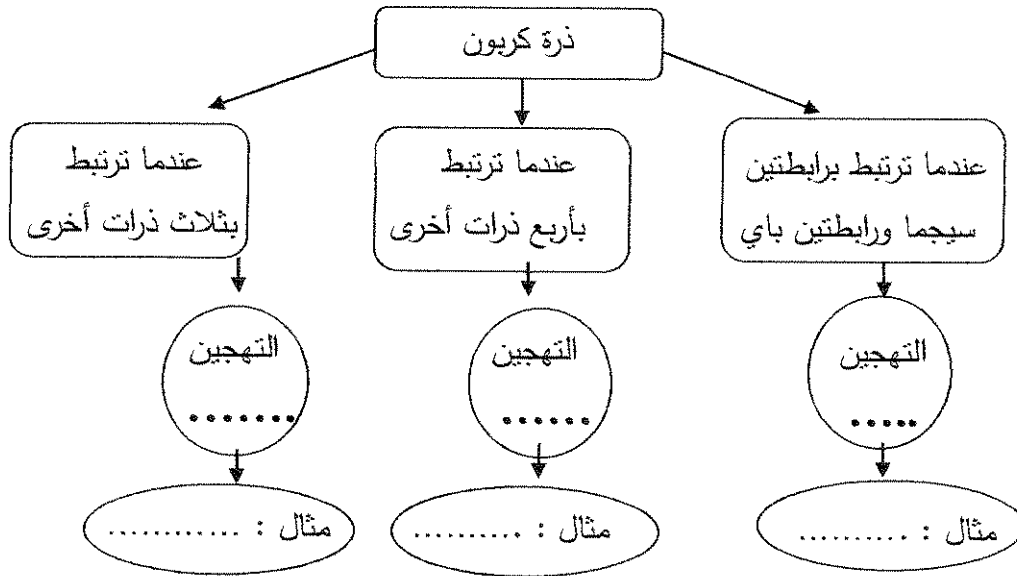 ذرة كربون
عندما ترتبط برابطتين
سيجما ورابطتين باي
عندما ترتبط
بأربع ذرات أخرى
عندما ترتبط
بثلاث ذرات أخرى
التهجين
.....
التهجين
......
التهجين
.......
مثال : ..........
مثال : ..........
مثال : ............